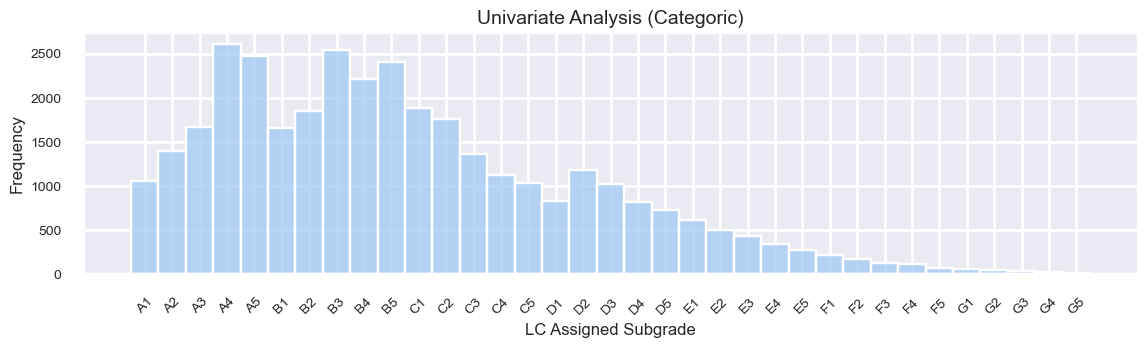 Univariate Analysis (Categoric)
Frequency
2500
2000
1500
1000
500
0
A1 A2 A3 A4 A5 B1 B2 B3 B4 B5 C1 C2 C3 C4 C5 D1 D2 D3 D4 D5 E1 E2 E3 E4 E5 F1 F2 F3 F4 F5 G1 G2 G3 G4 G5
LC Assigned Subgrade